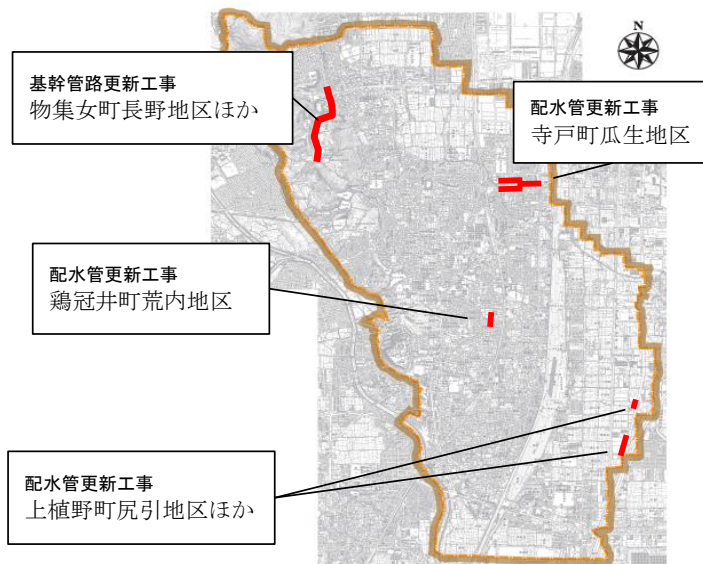 N
基幹管路更新工事
物集女町長野地区ほか
配水管更新工事
寺戸町瓜生地区
配水管更新工事
鶏冠井町荒内地区
配水管更新工事
上植野町尻引地区ほか